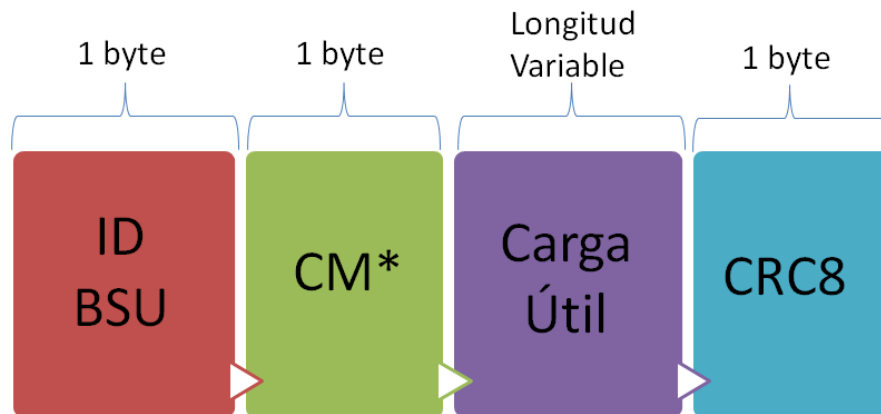 1 byte
1 byte
Longitud
Variable
1 byte
ID
BSU
CM*
Carga
Útil
CRC8